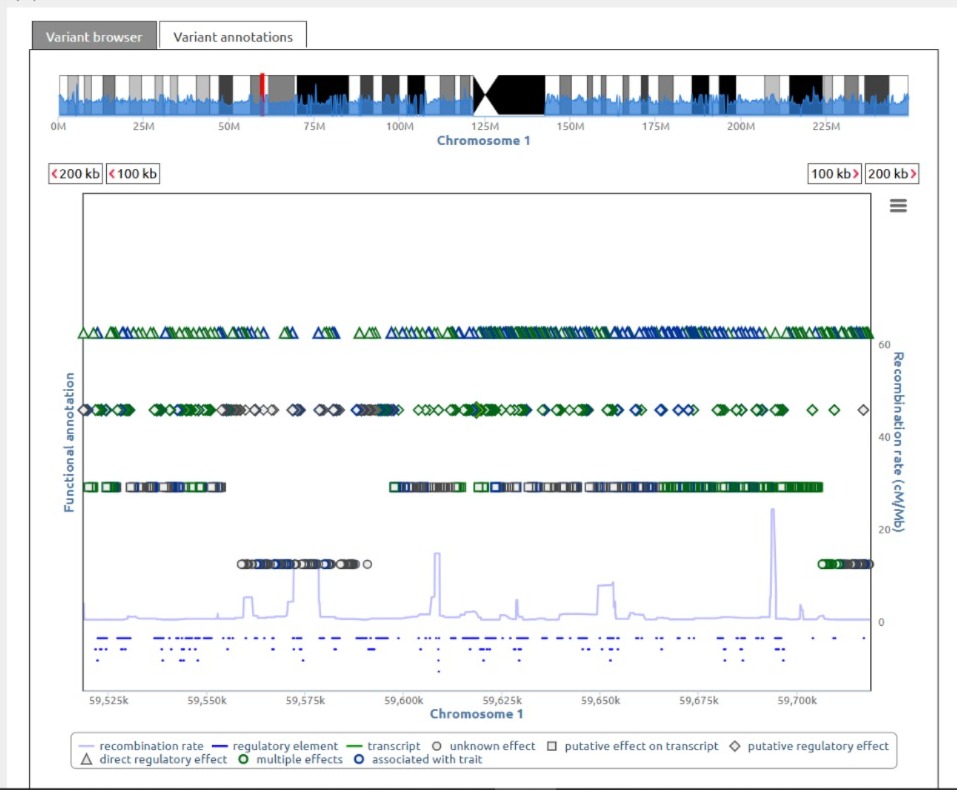 Variant browser Variant annotations
0M 25M 50M 75M 100M 125M 150M 175M 200M 225M
Chromosome 1
<200 kb <100 kb 100 kb> 200 kb>
60
40
20
0
Functional annotation
Recombination rate (cM/Mb)
59,525k 59,550k 59,575k 59,600k 59,625k 59,650k 59,675k 59,700k
Chromosome 1
recombination rate regulatory element transcript unknown effect putative effect on transcript putative regulatory effect
direct regulatory effect multiple effects associated with trait